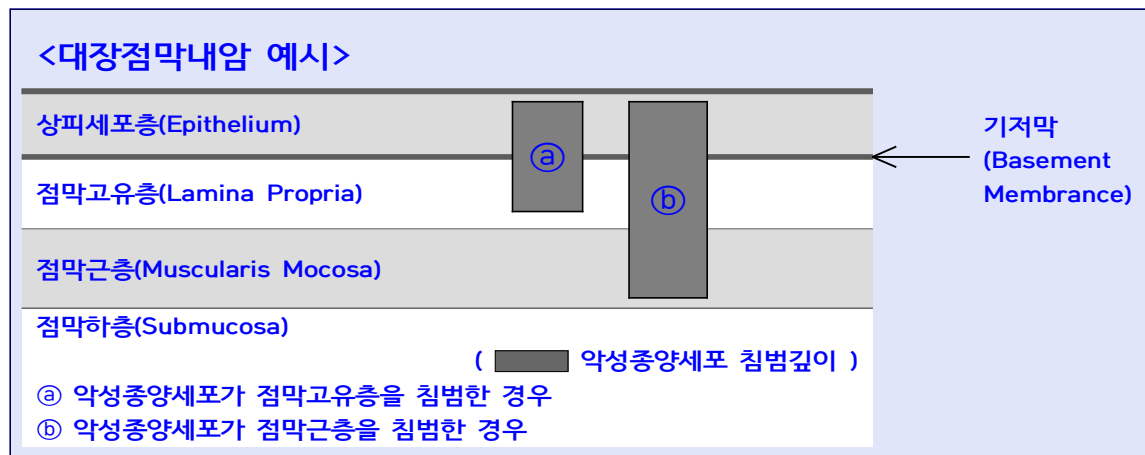 <대장점막내암 예시>
상피세포층(Epithelium)
ⓐ
기저막
(Basement
Membrance)
점막고유층(Lamina Propria)
ⓑ
점막근층(Muscularis Mocosa)
점막하층(Submucosa)
( 악성종양세포 침범깊이 )
ⓐ 악성종양세포가 점막고유층을 침범한 경우
ⓑ 악성종양세포가 점막근층을 침범한 경우